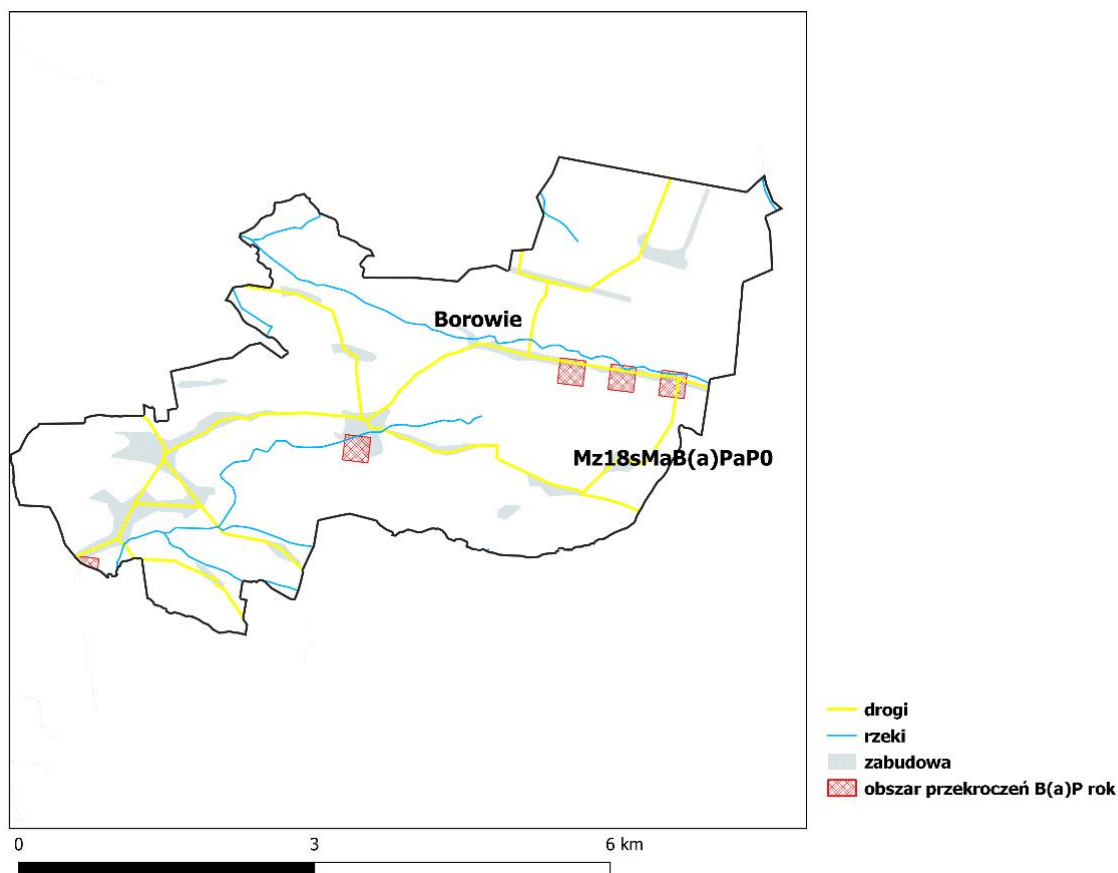 Borowie
Mz18sMaB(a)PaP0
drogi
rzeki
zabudowa
obszar przekroczeń B(a)P rok
0 3 6 km